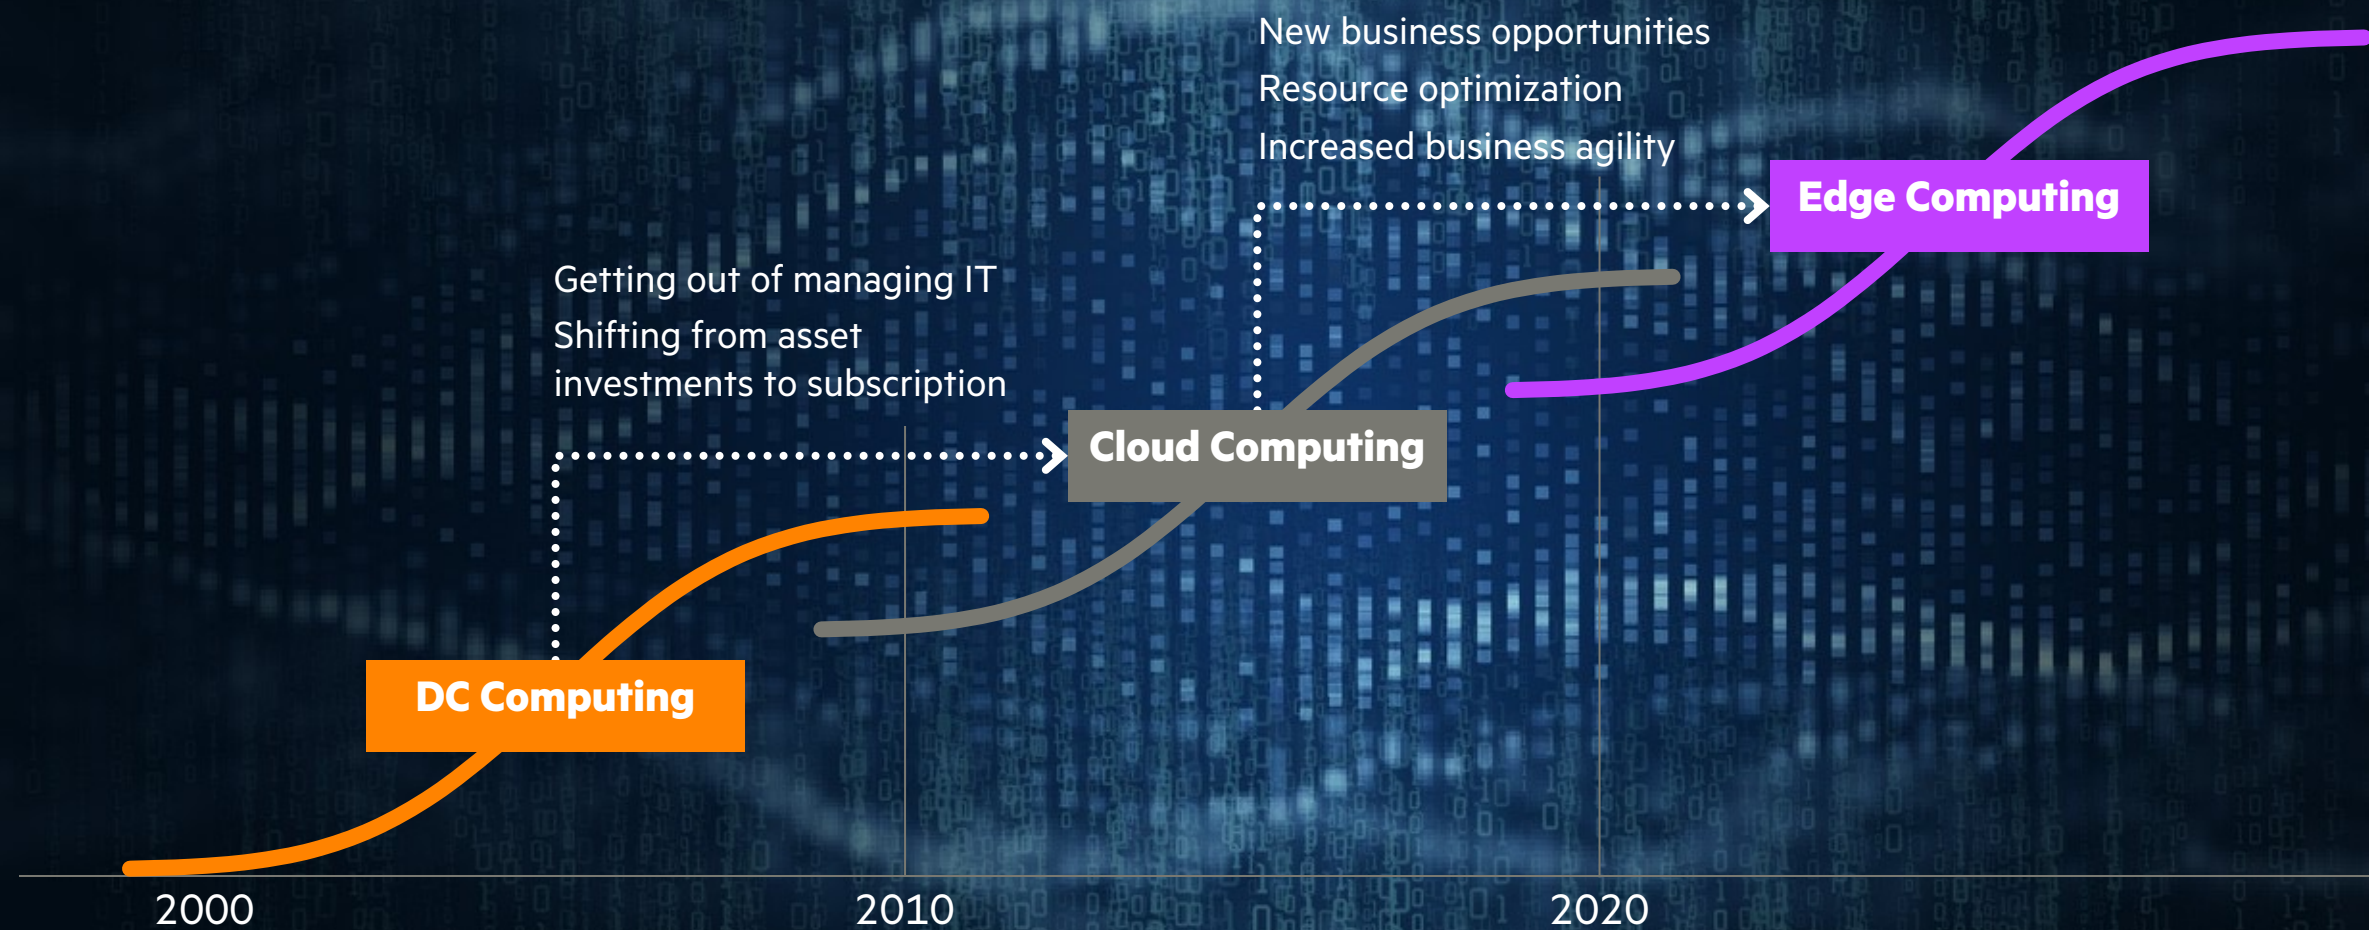 New business opportunities
Resource optimization
Increased business agility
Edge Computing
Getting out of managing IT
Shifting from asset
investments to subscription
Cloud Computing
DC Computing
2000
2010
2020